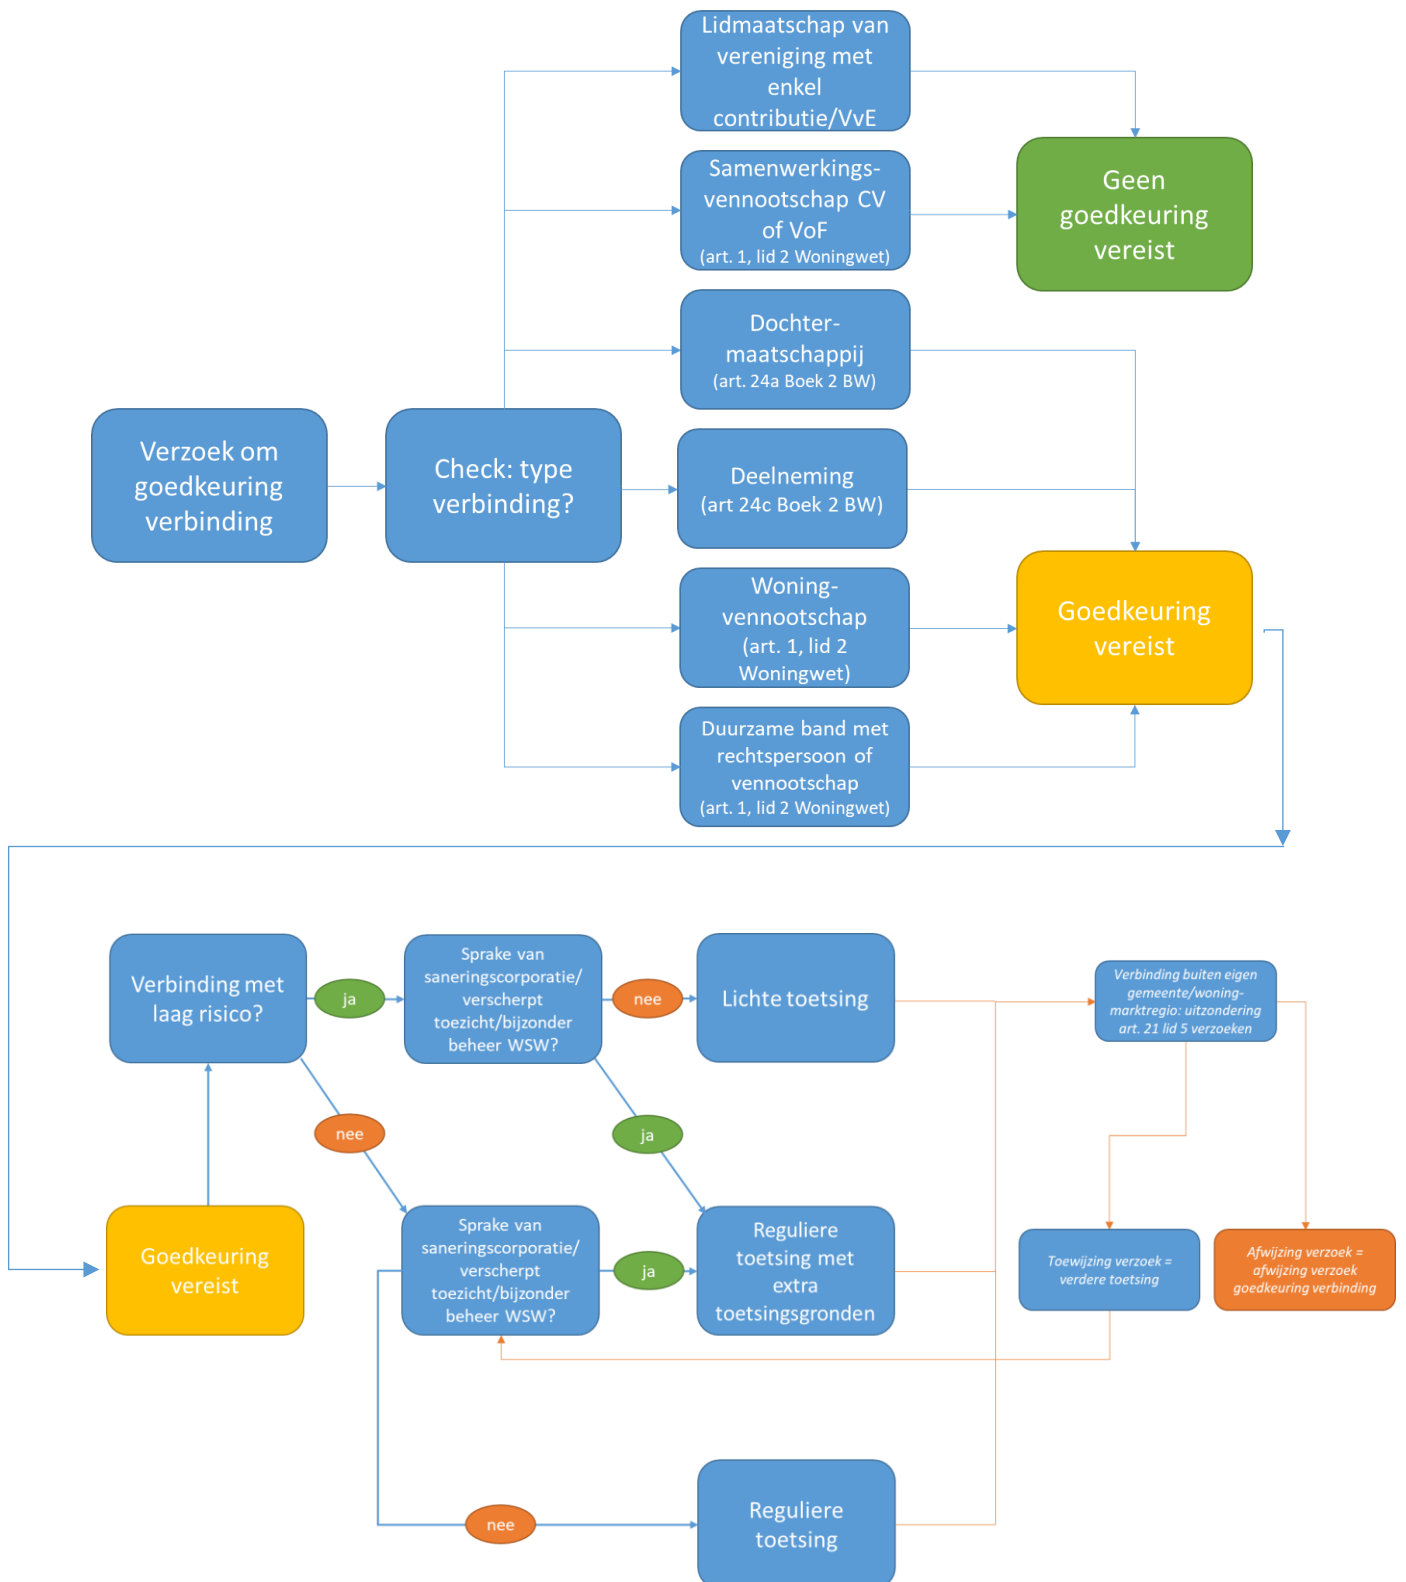 Lidmaatschap van
vereniging met
enkel
contributie/VvE
Samenwerkings-
vennootschap CV
of VoF
(art. 1, lid 2 Woningwet)
Geen
goedkeuring
vereist
Dochter-
maatschappij
(art. 24a Boek 2 BW)
Verzoek om
goedkeuring
verbinding
Check: type
verbinding?
Deelneming
(art 24c Boek 2 BW)
Woning-
vennootschap
(art. 1, lid 2
Woningwet)
Goedkeuring
vereist
Duurzame band met
rechtspersoon of
vennootschap
(art. 1, lid 2 Woningwet)
Verbinding met
laag risico?
ja
Sprake van
saneringscorporatie/
verscherpt
toezicht/bijzonder
beheer WSW?
nee
Lichte toetsing
Verbinding buiten eigen
gemeente/woning-
marktregio: uitzondering
art. 21 lid 5 verzoeken
nee
ja
Goedkeuring
vereist
Sprake van
saneringscorporatie/
verscherpt
toezicht/bijzonder
beheer WSW?
ja
Reguliere
toetsing met
extra
toetsingsgronden
Toewijzing verzoek =
verdere toetsing
Afwijzing verzoek =
afwijzing verzoek
goedkeuring verbinding
nee
Reguliere
toetsing